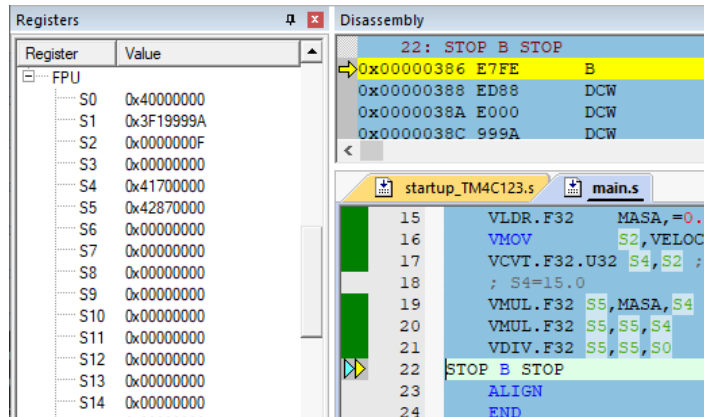 Registers
Register Value
FPU
S0 0x40000000
S1 0x3F19999A
S2 0x0000000F
S3 0x00000000
S4 0x41700000
S5 0x42870000
S6 0x00000000
S7 0x00000000
S8 0x00000000
S9 0x00000000
S10 0x00000000
S11 0x00000000
S12 0x00000000
S13 0x00000000
S14 0x00000000
Disassembly
22: STOP B STOP
0x00000386 E7FE B
0x00000388 ED88 DCW
0x0000038A E000 DCW
0x0000038C 999A DCW
startup_TM4C123.s main.s
15 VLDR.F32 MASA,=0.
16 VMOV S2,VELOC
17 VCVT.F32.U32 S4,S2 ;
18 ; S4=15.0
19 VMUL.F32 S5,MASA,S4
20 VMUL.F32 S5,S5,S4
21 VDIV.F32 S5,S5,S0
22 STOP B STOP
23 ALIGN
24 END